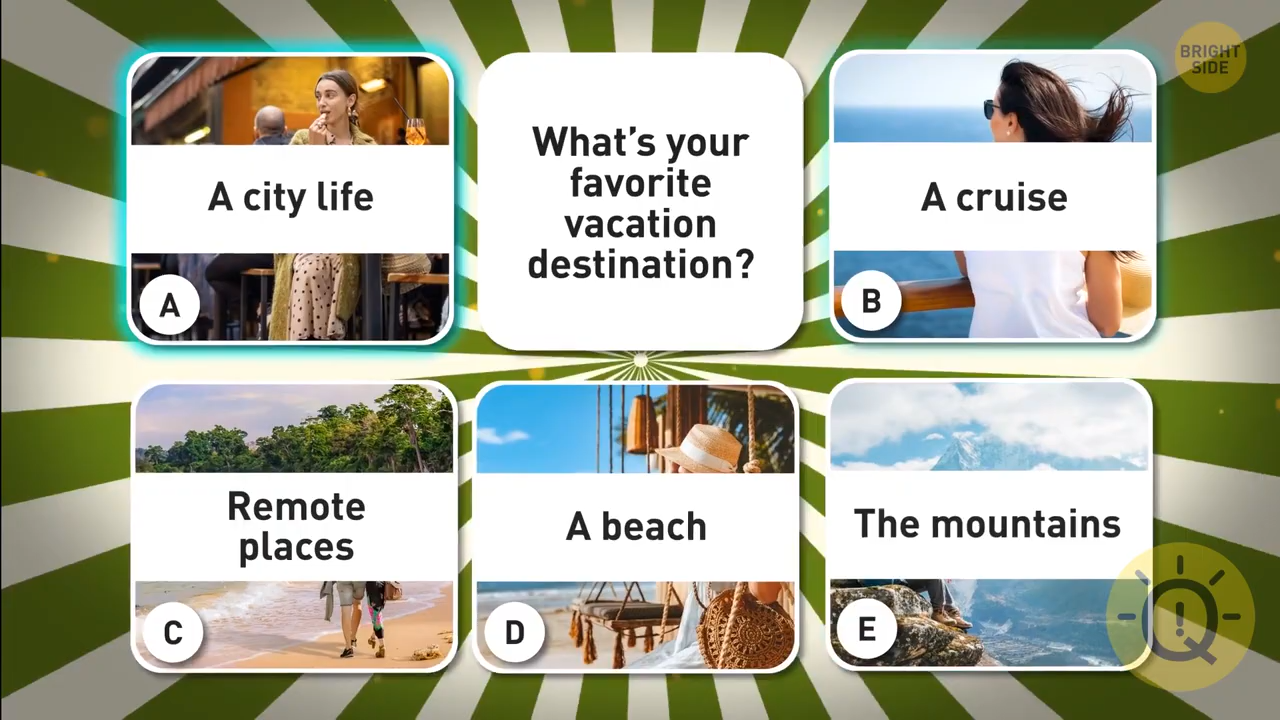 A city life
A
What's your
favorite
vacation
destination?
A cruise
B
BRIGHT
SIDE
Remote
places
C
A beach
D
The mountains
E
Q!